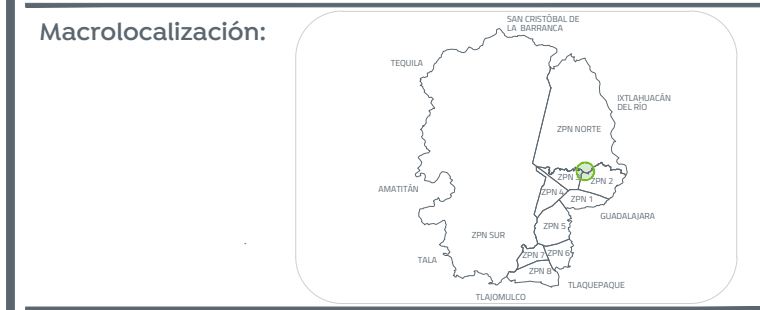 Macrolocalización:
SAN CRISTÓBAL DE
LA BARRANCA
TEQUILA
IXTLAHUACÁN
DEL RÍO
ZPN NORTE
ZPN
ZPN 2
AMATITÁN
ZPN 4
ZPN 1
GUADALAJARA
ZPN 5
ZPN SUR
ZPN 7
ZPN 6
TALA
ZPN 8
TLAQUEPAQUE
TLAJOMULCO